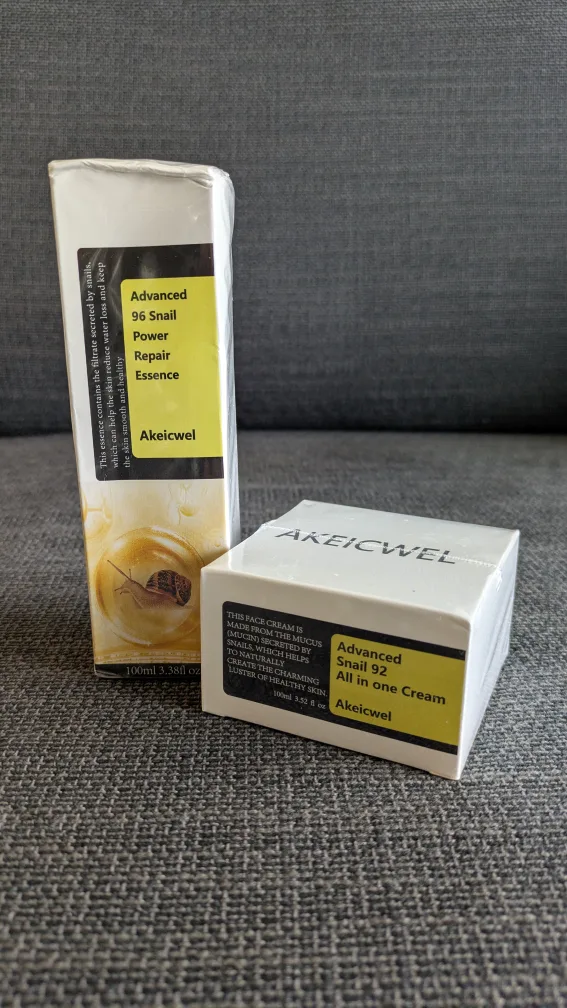 This essence contains the filtrate secreted by snails,
which can help the skin reduce water loss and keep
the skin smooth and healthy
Advanced
96 Snail
Power
Repair
Essence
Akeicwel
100ml 3.38fl oz
AKEICWEL
THIS FACE CREAM IS
MADE FROM THE MUCUS
(MUCIN) SECRETED BY
SNAILS, WHICH HELPS
TO NATURALLY
CREATE THE CHARMING
LUSTER OF HEALTHY SKIN.
100ml 3.52 fl oz
Advanced
Snail 92
All in one Cream
Akeicwel